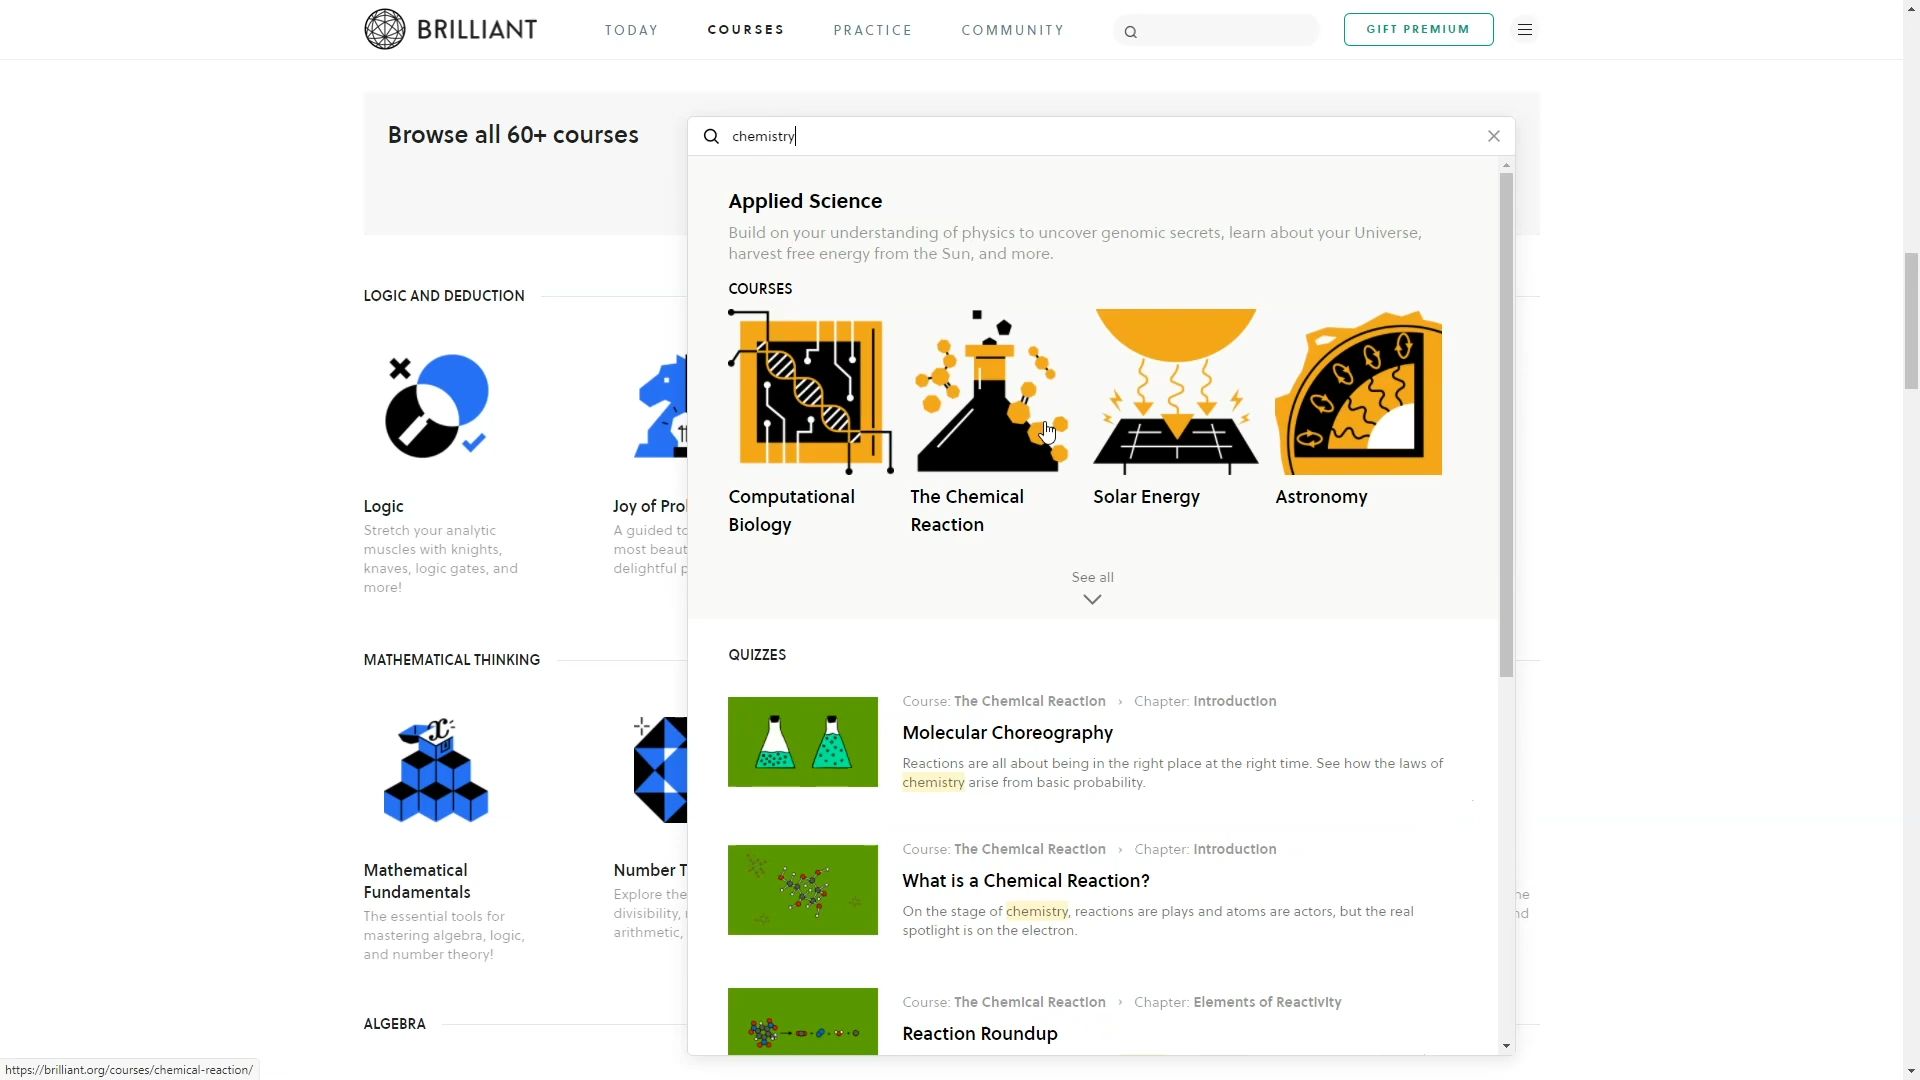 BRILLIANT
TODAY
COURSES
PRACTICE
COMMUNITY
GIFT PREMIUM
Browse all 60+ courses
chemistry
Applied Science
Build on your understanding of physics to uncover genomic secrets, learn about your Universe,
harvest free energy from the Sun, and more.
COURSES
Computational
Biology
The Chemical
Reaction
Solar Energy
Astronomy
See all
QUIZZES
Course: The Chemical Reaction › Chapter: Introduction
Molecular Choreography
Reactions are all about being in the right place at the right time. See how the laws of
chemistry arise from basic probability.
Course: The Chemical Reaction › Chapter: Introduction
What is a Chemical Reaction?
On the stage of chemistry, reactions are plays and atoms are actors, but the real
spotlight is on the electron.
Course: The Chemical Reaction › Chapter: Elements of Reactivity
Reaction Roundup
LOGIC AND DEDUCTION
Logic
Stretch your analytic
muscles with knights,
knaves, logic gates, and
more!
Joy of
A guided
most
delightful
MATHEMATICAL THINKING
Mathematical
Fundamentals
The essential tools for
mastering algebra, logic,
and number theory!
Number
Explore the
divisibility,
arithmetic,
ALGEBRA
https://brilliant.org/courses/chemical-reaction/